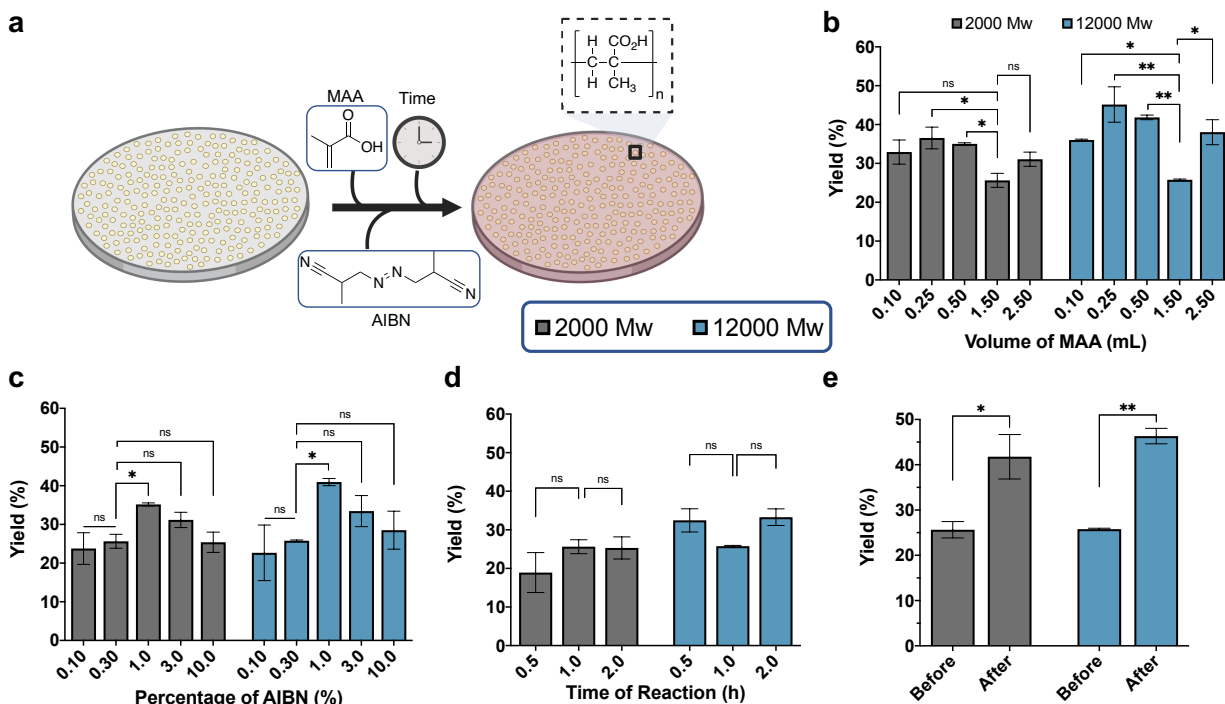 a
MAA
OH
O
Time
N
N
N
N
AIBN
H
CO₂H
C
C
H
CH₃
n
2000 Mw
12000 Mw
b
2000 Mw
12000 Mw
Yield (%)
60
50
40
30
20
10
0
ns
*
*
ns
*
**
**
*
0.10
0.25
0.50
1.50
2.50
0.10
0.25
0.50
1.50
2.50
Volume of MAA (mL)
c
Yield (%)
60
50
40
30
20
10
0
ns
*
ns
ns
ns
*
ns
ns
0.10
0.30
1.0
3.0
10.0
0.10
0.30
1.0
3.0
10.0
Percentage of AIBN (%)
d
Yield (%)
60
50
40
30
20
10
0
ns
ns
ns
ns
0.5
1.0
2.0
0.5
1.0
2.0
Time of Reaction (h)
e
Yield (%)
50
40
30
20
10
0
*
**
Before
After
Before
After